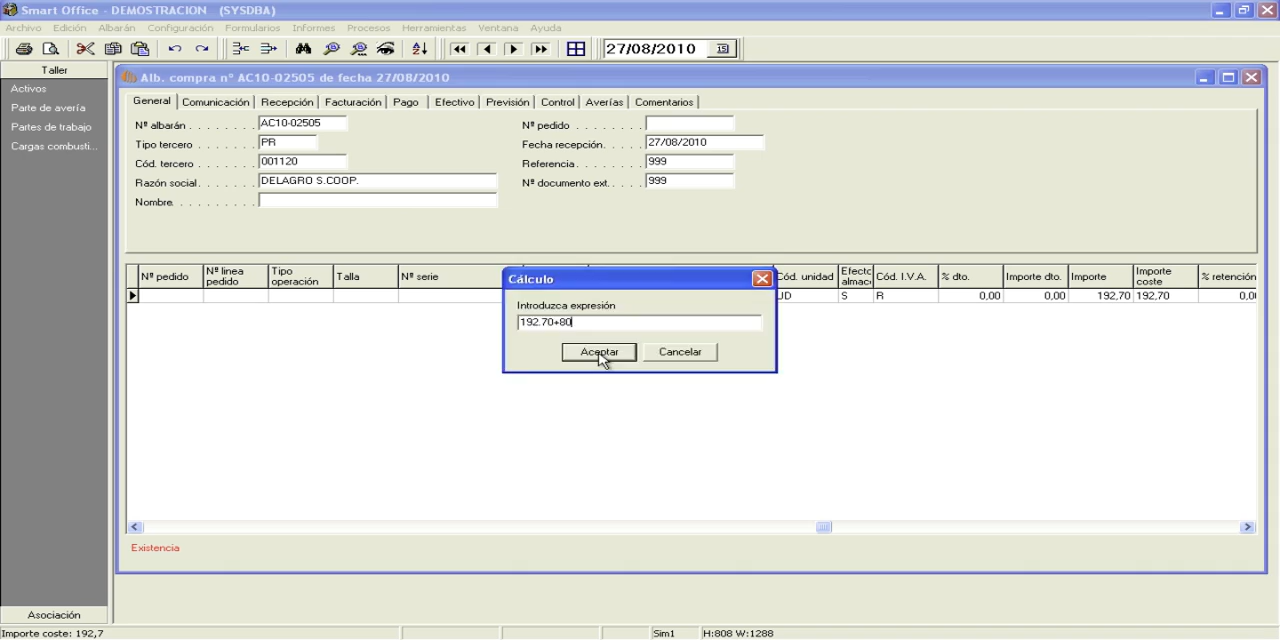 Smart Office - DEMOSTRACION (SYSDBA)
Archivo Edición Albarán Configuración Formularios Informes Procesos Herramientas Ventana Ayuda
27/08/2010 15
Taller
Activos
Parte de avería
Partes de trabajo
Cargas combusti...
Asociación
Alb. compra nº AC10-02505 de fecha 27/08/2010
General Comunicación Recepción Facturación Pago Efectivo Previsión Control Averías Comentarios
Nº albarán . . . . . . . . AC10-02505 Nº pedido . . . . . . . .
Tipo tercero . . . . . . . PR Fecha recepción. . . . . 27/08/2010
Cód. tercero . . . . . . . 001120 Referencia. . . . . . . . 999
Razón social. . . . . . . DELAGRO S.COOP. Nº documento ext. . . . 999
Nombre. . . . . . . . . .
Nº pedido Nº linea pedido Tipo operación Talla Nº serie Cód. unidad Efecto almac Cód. I.V.A. % dto. Importe dto. Importe Importe coste % retención
UD S R 0,00 0,00 192,70 192,70 0,0
Cálculo
Introduzca expresión
192.70+80
Aceptar Cancelar
Existencia
Importe coste: 192,7 Sim1 H:808 W:1288